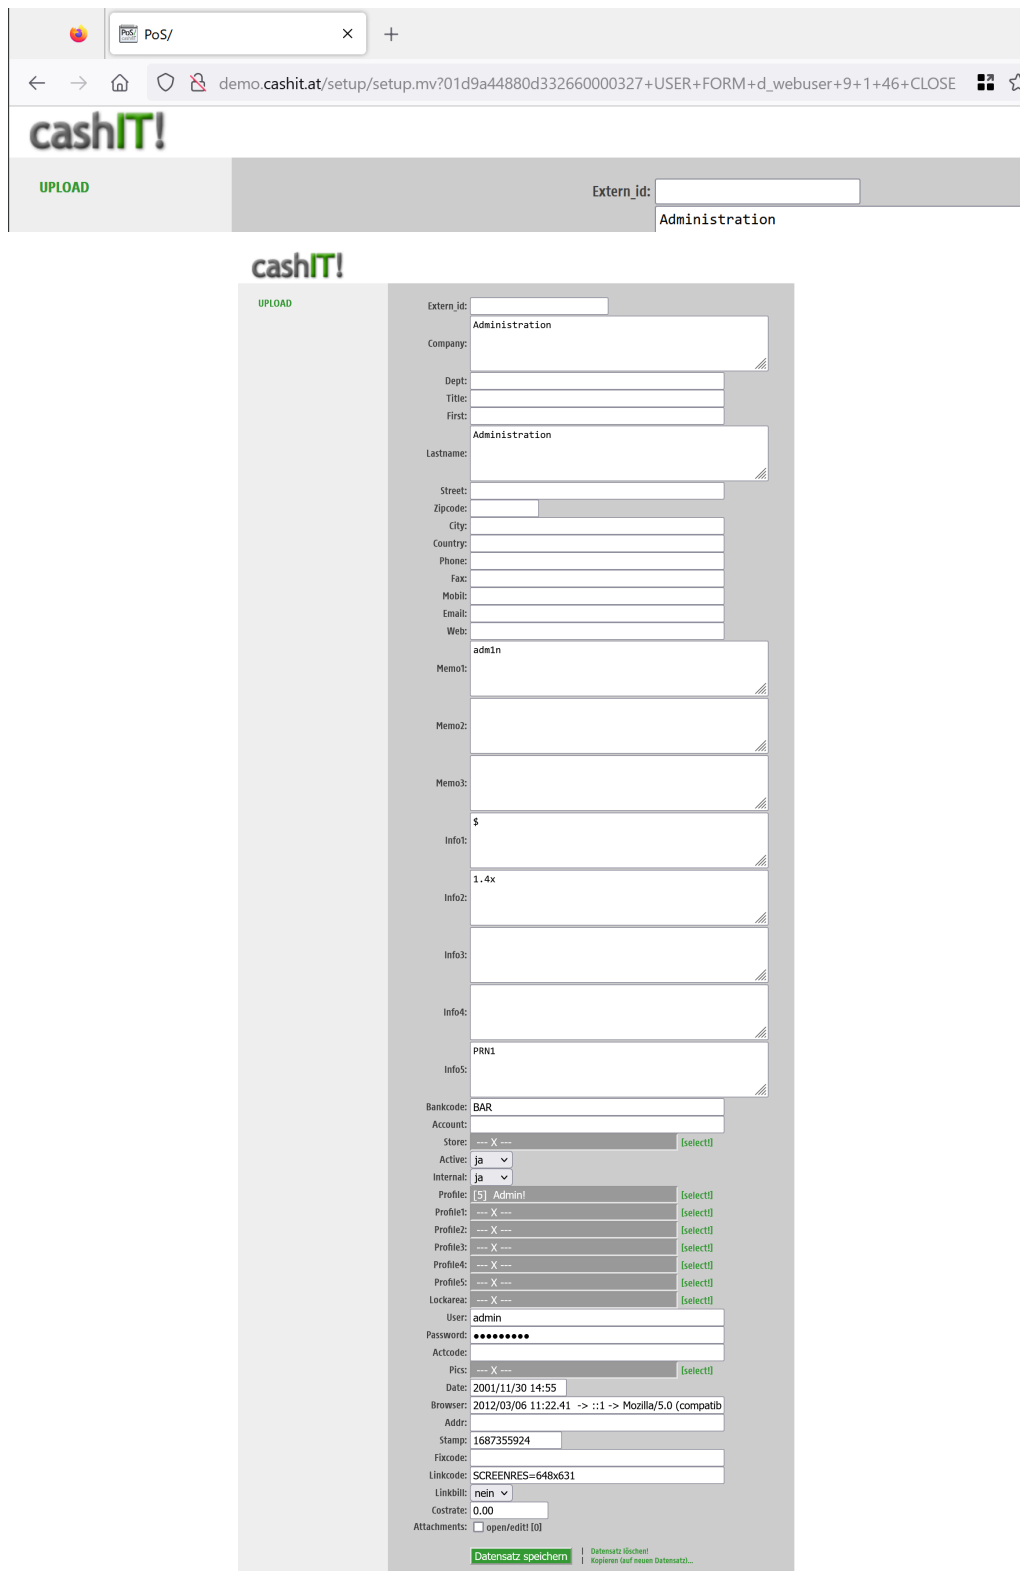 PoS/
demo.cashit.at/setup/setup.mv?01d9a44880d332660000327+USER+FORM+d_webuser+9+1+46+CLOSE
cashIT!
UPLOAD
Extern_id:
Administration
cashIT!
UPLOAD
Extern_id:
Company: Administration
Dept:
Title:
First:
Lastname: Administration
Street:
Zipcode:
City:
Country:
Phone:
Fax:
Mobil:
Email:
Web:
Memo1: adm1n
Memo2:
Memo3:
Info1: $
Info2: 1.4x
Info3:
Info4:
Info5: PRN1
Bankcode: BAR
Account:
Store: --- X --- [select!]
Active: ja
Internal: ja
Profile: [5] Admin! [select!]
Profile1: --- X --- [select!]
Profile2: --- X --- [select!]
Profile3: --- X --- [select!]
Profile4: --- X --- [select!]
Profile5: --- X --- [select!]
Lockarea: --- X --- [select!]
User: admin
Password: ●●●●●●●●●
Actcode:
Pics: --- X --- [select!]
Date: 2001/11/30 14:55
Browser: 2012/03/06 11:22.41 -> ::1 -> Mozilla/5.0 (compatib
Addr:
Stamp: 1687355924
Fixcode:
Linkcode: SCREENRES=648x631
Linkbill: nein
Costrate: 0.00
Attachments: open/edit! [0]
Datensatz speichern | Datensatz löschen!
| Kopieren (auf neuen Datensatz)...